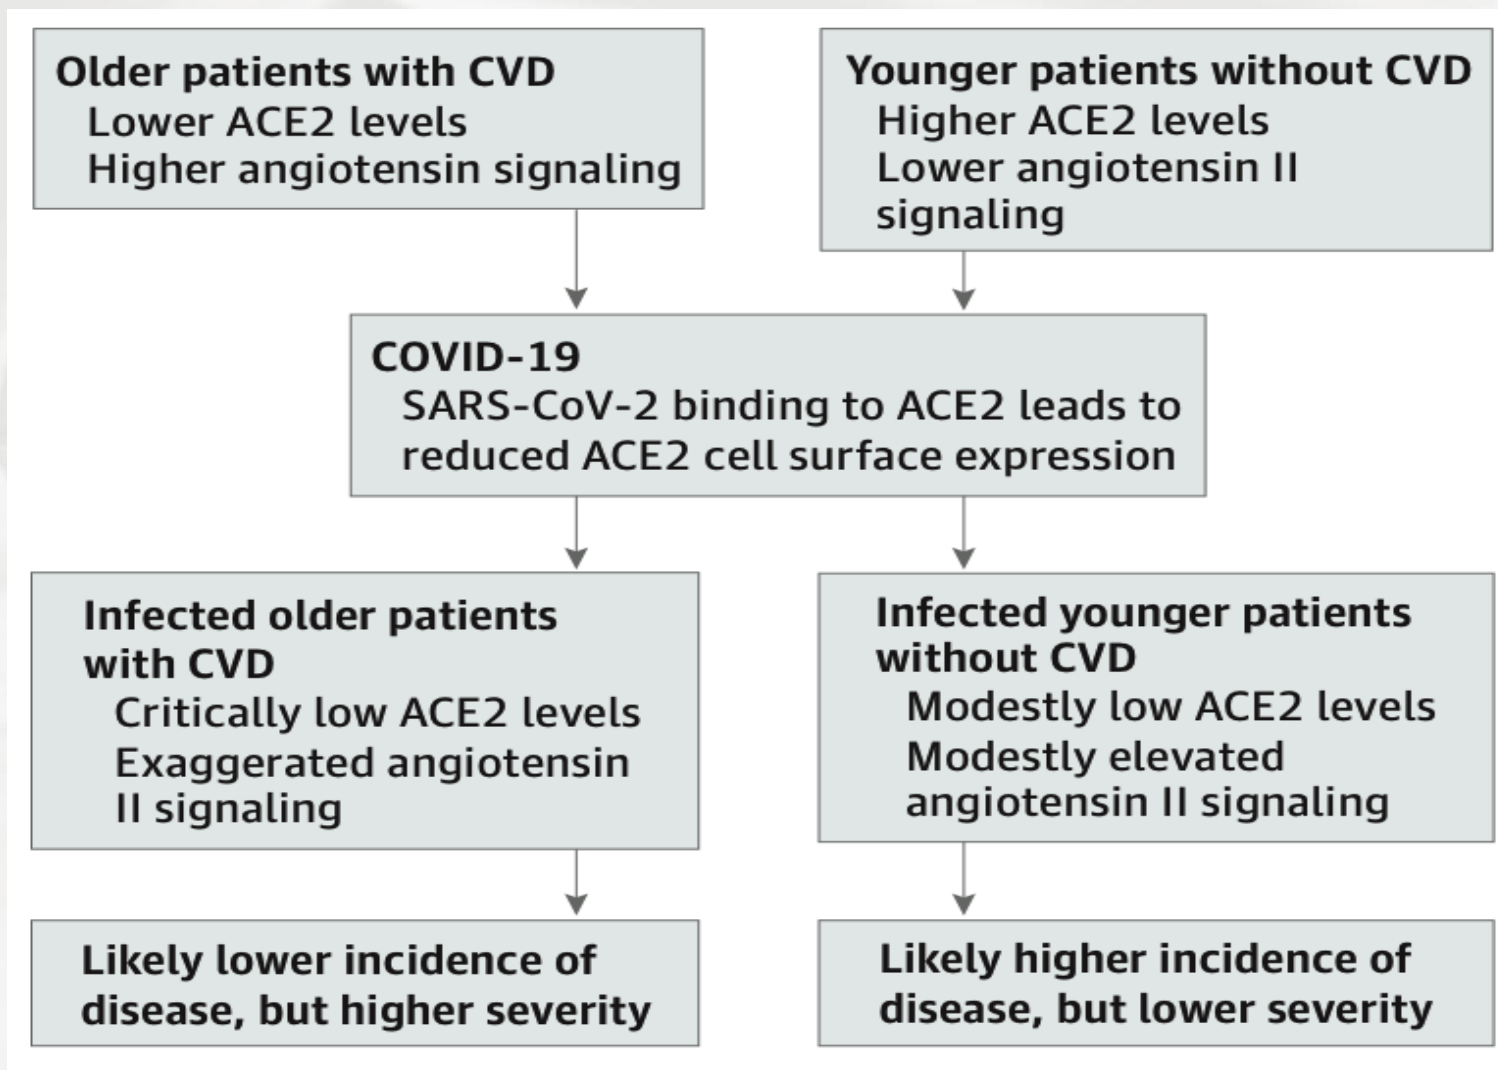 Older patients with CVD
Lower ACE2 levels
Higher angiotensin signaling
Younger patients without CVD
Higher ACE2 levels
Lower angiotensin II
signaling
COVID-19
SARS-CoV-2 binding to ACE2 leads to
reduced ACE2 cell surface expression
Infected older patients
with CVD
Critically low ACE2 levels
Exaggerated angiotensin
II signaling
Infected younger patients
without CVD
Modestly low ACE2 levels
Modestly elevated
angiotensin II signaling
Likely lower incidence of
disease, but higher severity
Likely higher incidence of
disease, but lower severity